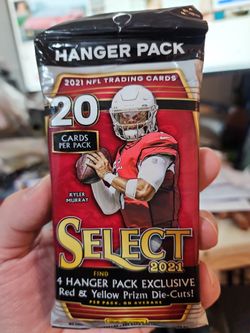 HANGER PACK
2021 NFL TRADING CARDS
20
CARDS
PER PACK
KYLER
MURRAY
SELECT
2021
FIND
4 HANGER PACK EXCLUSIVE
Red & Yellow Prizm Die-Cuts!
PER PACK, ON AVERAGE